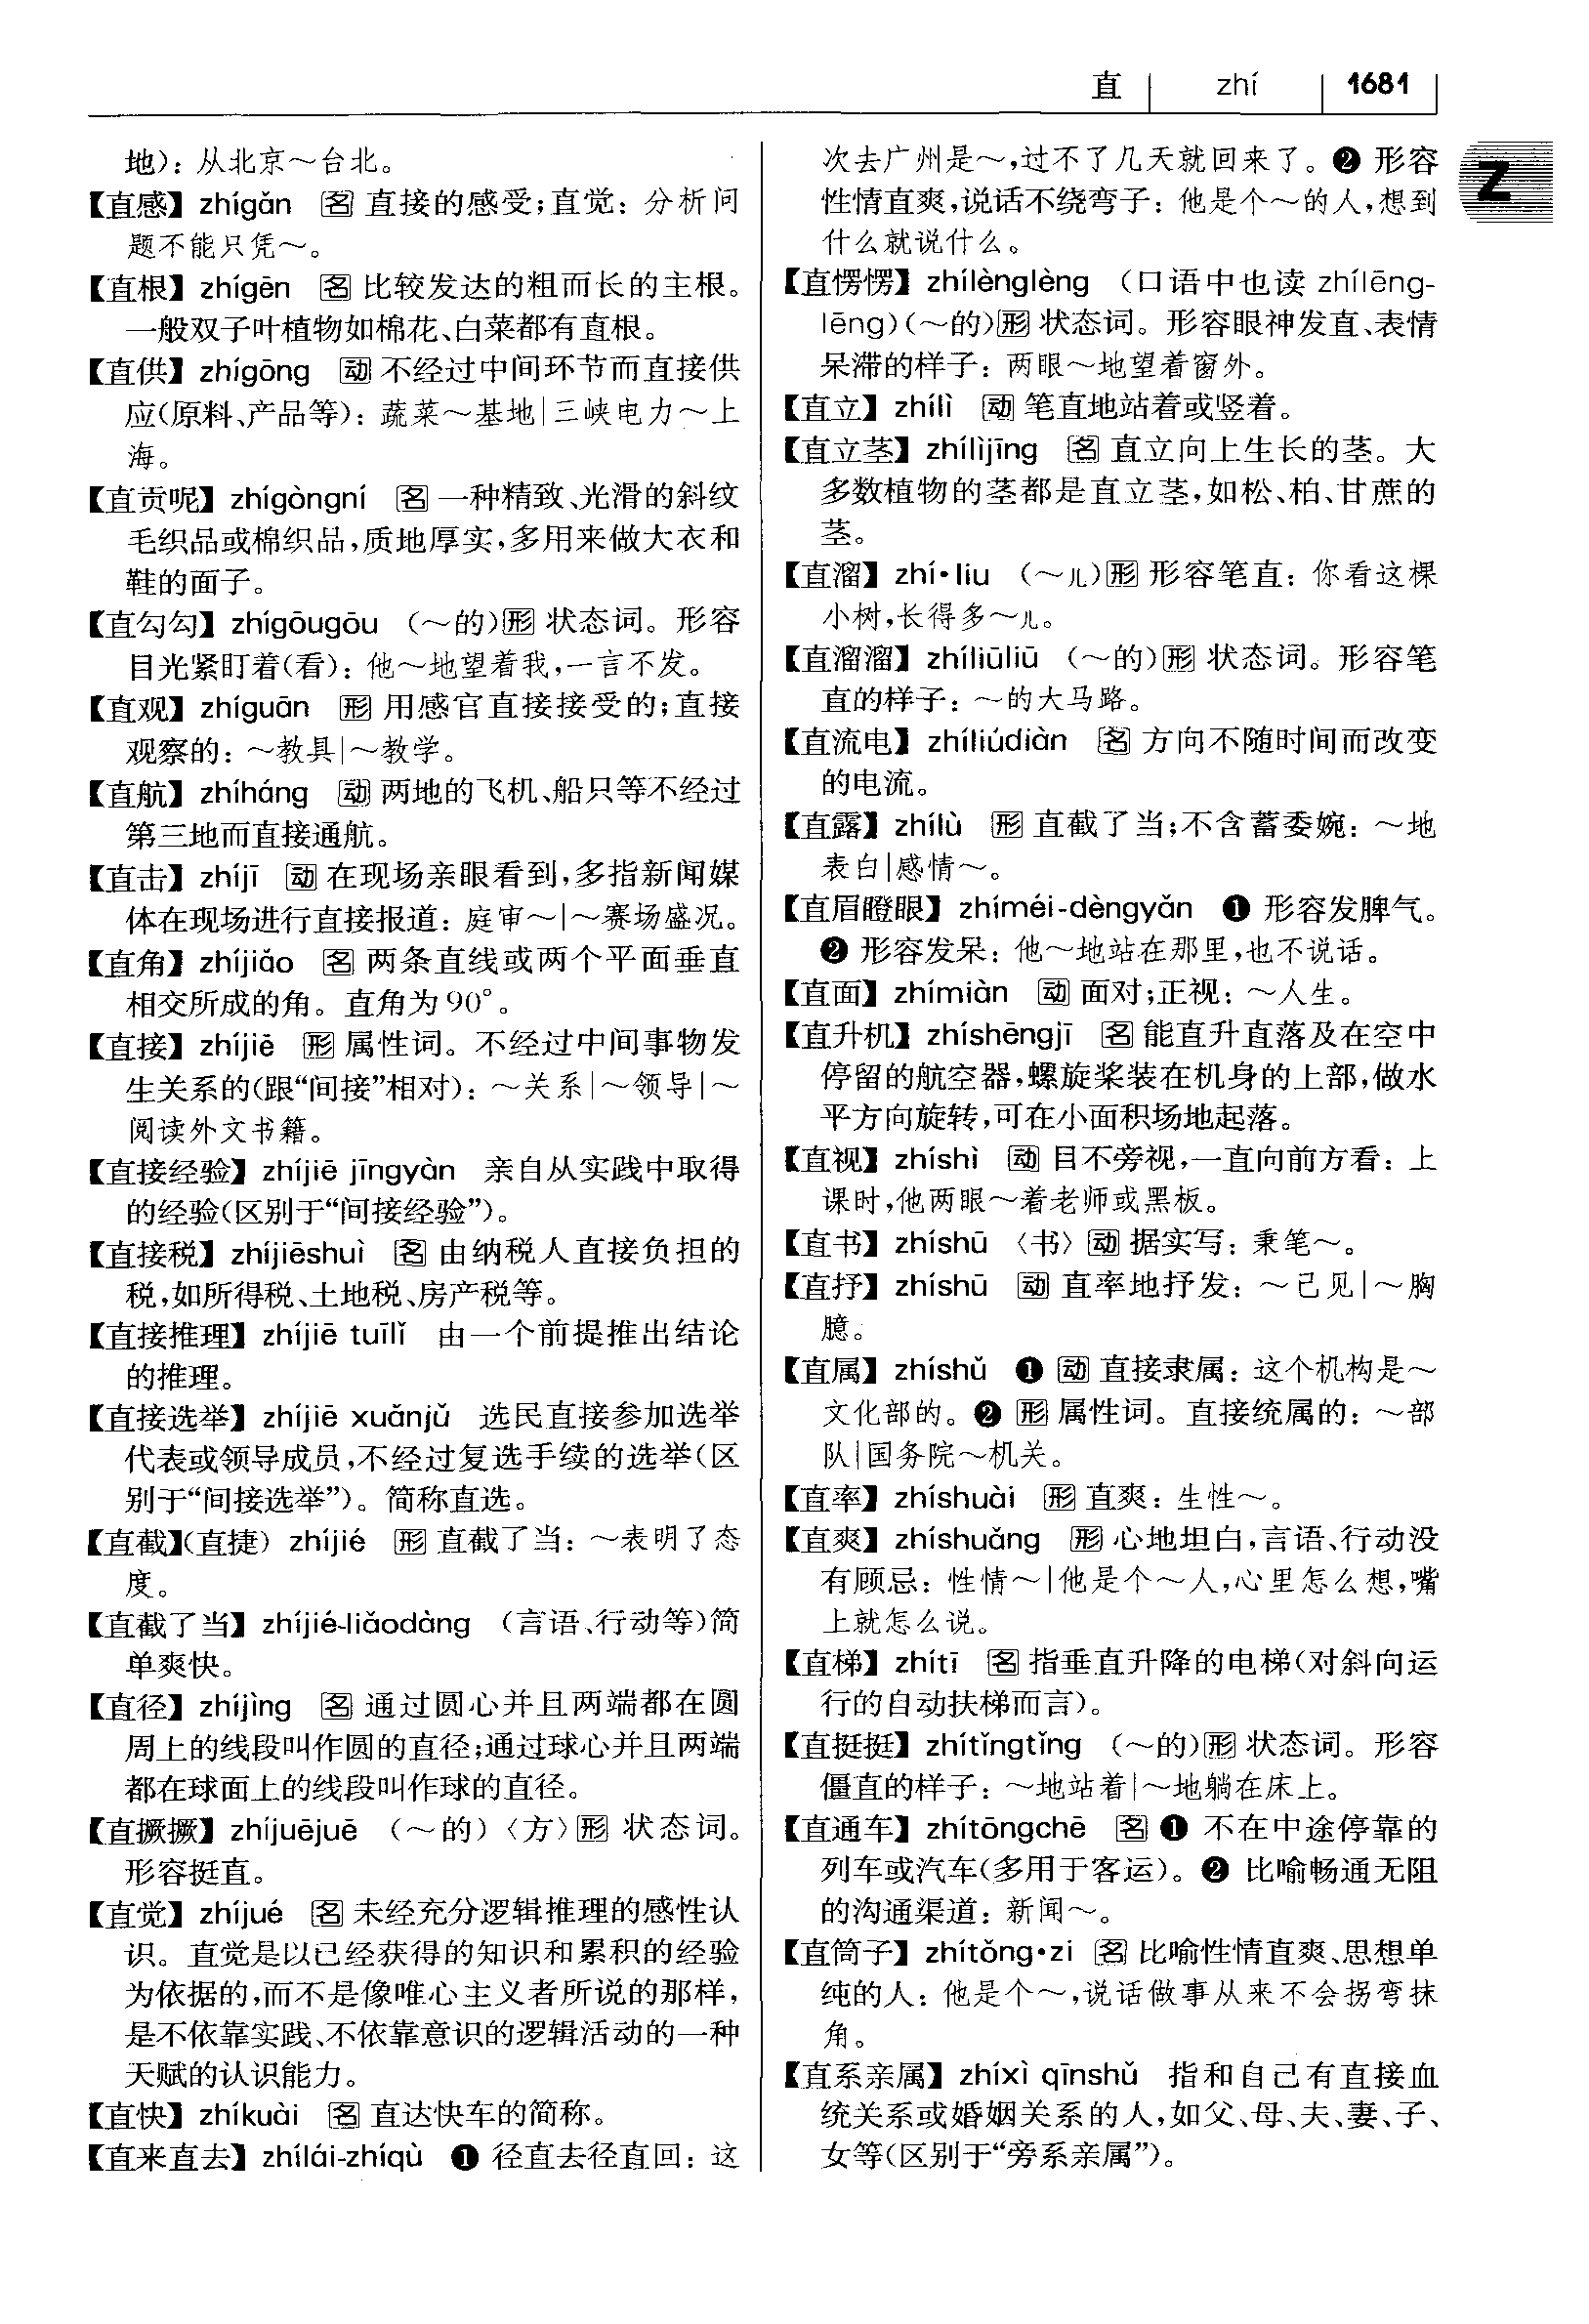 直 zhí 1681
Z
地）：从北京～台北。
【直感】 zhígǎn 名 直接的感受；直觉：分析问
题不能只凭～。
【直根】 zhígēn 名 比较发达的粗而长的主根。
一般双子叶植物如棉花、白菜都有直根。
【直供】 zhígōng 动 不经过中间环节而直接供
应（原料、产品等）：蔬菜～基地|三峡电力～上
海。
【直贡呢】 zhígòngní 名 一种精致、光滑的斜纹
毛织品或棉织品，质地厚实，多用来做大衣和
鞋的面子。
【直勾勾】 zhígōugōu （～的）形 状态词。形容
目光紧盯着（看）：他～地望着我，一言不发。
【直观】 zhíguān 形 用感官直接接受的；直接
观察的：～教具|～教学。
【直航】 zhíháng 动 两地的飞机、船只等不经过
第三地而直接通航。
【直击】 zhíjī 动 在现场亲眼看到，多指新闻媒
体在现场进行直接报道：庭审～|～赛场盛况。
【直角】 zhíjiǎo 名 两条直线或两个平面垂直
相交所成的角。直角为90°。
【直接】 zhíjiē 形 属性词。不经过中间事物发
生关系的（跟“间接”相对）：～关系|～领导|～
阅读外文书籍。
【直接经验】 zhíjiē jīngyàn 亲自从实践中取得
的经验（区别于“间接经验”）。
【直接税】 zhíjiēshuì 名 由纳税人直接负担的
税，如所得税、土地税、房产税等。
【直接推理】 zhíjiē tuīlǐ 由一个前提推出结论
的推理。
【直接选举】 zhíjiē xuǎnjǔ 选民直接参加选举
代表或领导成员，不经过复选手续的选举（区
别于“间接选举”）。简称直选。
【直截】（直捷） zhíjié 形 直截了当：～表明了态
度。
【直截了当】 zhíjié-liǎodàng （言语、行动等）简
单爽快。
【直径】 zhíjìng 名 通过圆心并且两端都在圆
周上的线段叫作圆的直径；通过球心并且两端
都在球面上的线段叫作球的直径。
【直撅撅】 zhíjuējuē （～的）〈方〉形 状态词。
形容挺直。
【直觉】 zhíjué 名 未经充分逻辑推理的感性认
识。直觉是以已经获得的知识和累积的经验
为依据的，而不是像唯心主义者所说的那样，
是不依靠实践、不依靠意识的逻辑活动的一种
天赋的认识能力。
【直快】 zhíkuài 名 直达快车的简称。
【直来直去】 zhílái-zhíqù ❶ 径直去径直回：这
次去广州是～，过不了几天就回来了。❷ 形容
性情直爽，说话不绕弯子：他是个～的人，想到
什么就说什么。
【直愣愣】 zhílènglèng （口语中也读 zhílēng-
lēng）（～的）形 状态词。形容眼神发直、表情
呆滞的样子：两眼～地望着窗外。
【直立】 zhílì 动 笔直地站着或竖着。
【直立茎】 zhílìjīng 名 直立向上生长的茎。大
多数植物的茎都是直立茎，如松、柏、甘蔗的
茎。
【直溜】 zhí•liu （～儿）形 形容笔直：你看这棵
小树，长得多～儿。
【直溜溜】 zhíliūliū （～的）形 状态词。形容笔
直的样子：～的大马路。
【直流电】 zhíliúdiàn 名 方向不随时间而改变
的电流。
【直露】 zhílù 形 直截了当；不含蓄委婉：～地
表白|感情～。
【直眉瞪眼】 zhíméi-dèngyǎn ❶ 形容发脾气。
❷ 形容发呆：他～地站在那里，也不说话。
【直面】 zhímiàn 动 面对；正视：～人生。
【直升机】 zhíshēngjī 名 能直升直落及在空中
停留的航空器，螺旋桨装在机身的上部，做水
平方向旋转，可在小面积场地起落。
【直视】 zhíshì 动 目不旁视，一直向前方看：上
课时，他两眼～着老师或黑板。
【直书】 zhíshū 〈书〉动 据实写：秉笔～。
【直抒】 zhíshū 动 直率地抒发：～己见|～胸
臆。
【直属】 zhíshǔ ❶ 动 直接隶属：这个机构是～
文化部的。❷ 形 属性词。直接统属的：～部
队|国务院～机关。
【直率】 zhíshuài 形 直爽：生性～。
【直爽】 zhíshuǎng 形 心地坦白，言语、行动没
有顾忌：性情～|他是个～人，心里怎么想，嘴
上就怎么说。
【直梯】 zhítī 名 指垂直升降的电梯（对斜向运
行的自动扶梯而言）。
【直挺挺】 zhítǐngtǐng （～的）形 状态词。形容
僵直的样子：～地站着|～地躺在床上。
【直通车】 zhítōngchē 名 ❶ 不在中途停靠的
列车或汽车（多用于客运）。❷ 比喻畅通无阻
的沟通渠道：新闻～。
【直筒子】 zhítǒng•zi 名 比喻性情直爽、思想单
纯的人：他是个～，说话做事从来不会拐弯抹
角。
【直系亲属】 zhíxì qīnshǔ 指和自己有直接血
统关系或婚姻关系的人，如父、母、夫、妻、子、
女等（区别于“旁系亲属”）。